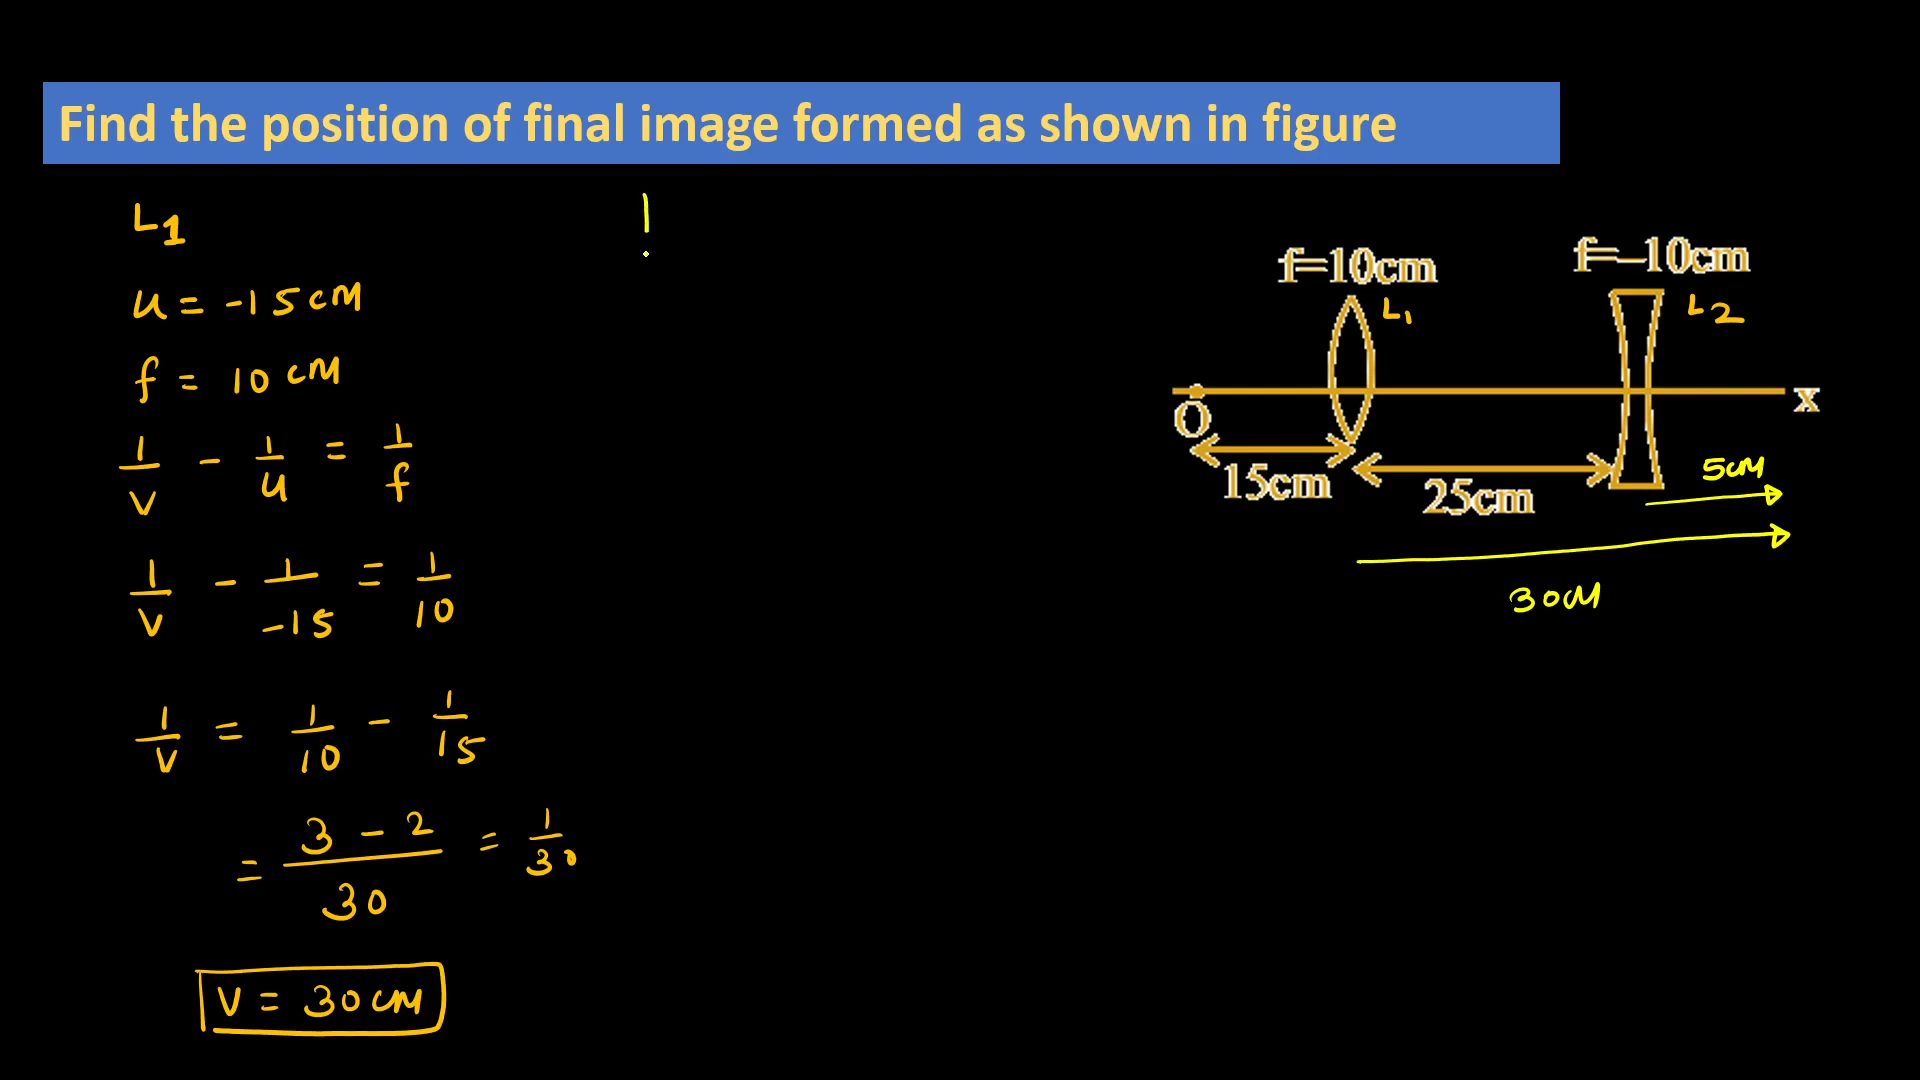 Find the position of final image formed as shown in figure
L1
u = -15 cm
f = 10 cm
1/v - 1/u = 1/f
1/v - 1/-15 = 1/10
1/v = 1/10 - 1/15
= 3 - 2/30 = 1/30
v = 30 cm
f=10cm
L1
f=–10cm
L2
O
x
15cm
25cm
5cm
30cm